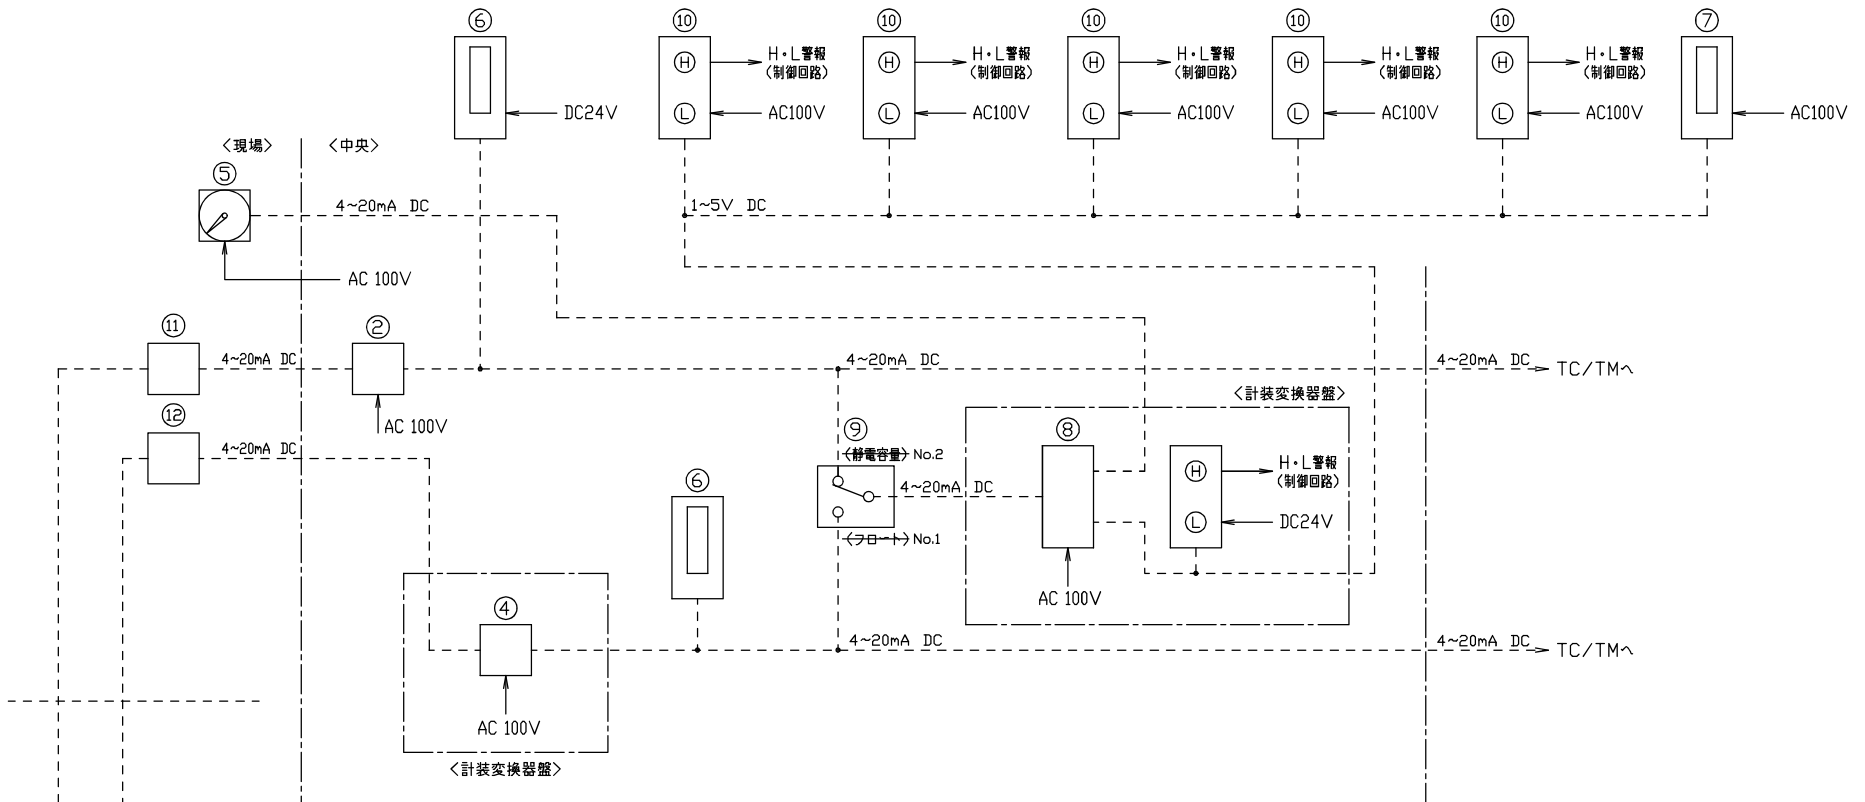 ⑥
⑩
⑩
⑩
⑩
⑩
⑦
H
H・L警報
(制御回路)
H
H・L警報
(制御回路)
H
H・L警報
(制御回路)
H
H・L警報
(制御回路)
H
H・L警報
(制御回路)
DC24V
L
AC100V
L
AC100V
L
AC100V
L
AC100V
L
AC100V
AC100V
<現場>
<中央>
⑤
4~20mA DC
1~5V DC
AC 100V
⑪
②
4~20mA DC
4~20mA DC
4~20mA DC
TC/TMへ
<計装変換器盤>
AC 100V
⑫
4~20mA DC
⑨
⑧
(静電容量) No.2
H
H・L警報
(制御回路)
⑥
4~20mA DC
L
DC24V
(フロート) No.1
AC 100V
④
4~20mA DC
4~20mA DC
TC/TMへ
AC 100V
<計装変換器盤>